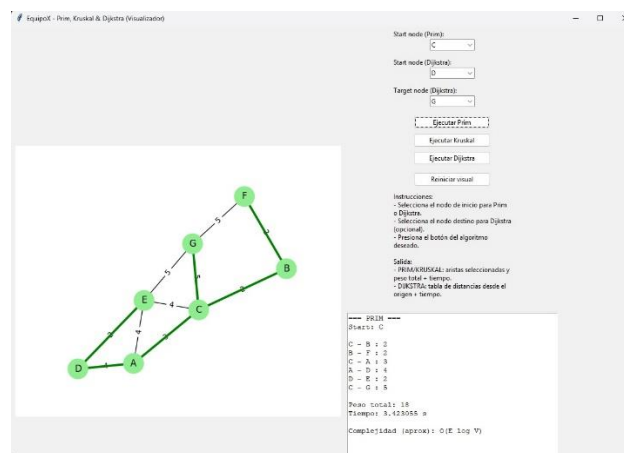 EquipoX - Prim, Kruskal & Dijkstra (Visualizador)
Start node (Prim):
C
Start node (Dijkstra):
D
Target node (Dijkstra):
G
Ejecutar Prim
Ejecutar Kruskal
Ejecutar Dijkstra
Reiniciar visual
Instrucciones:
- Selecciona el nodo de inicio para Prim
o Dijkstra.
- Selecciona el nodo destino para Dijkstra
(opcional).
- Presiona el botón del algoritmo
deseado.
Salida:
- PRIM/KRUSKAL: aristas seleccionadas y
peso total + tiempo.
- DIJKSTRA: tabla de distancias desde el
origen + tiempo.
F
5
G
B
5
E
4
C
4
D
A
=== PRIM ===
Start: C
C - B : 2
B - F : 2
C - A : 3
A - D : 4
D - E : 2
C - G : 5
Peso total: 18
Tiempo: 3.423055 s
Complejidad (aprox): O(E log V)